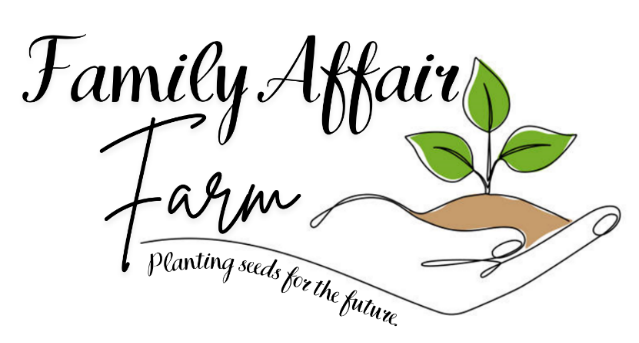 Family Affair
Farm
Planting seeds for the future.